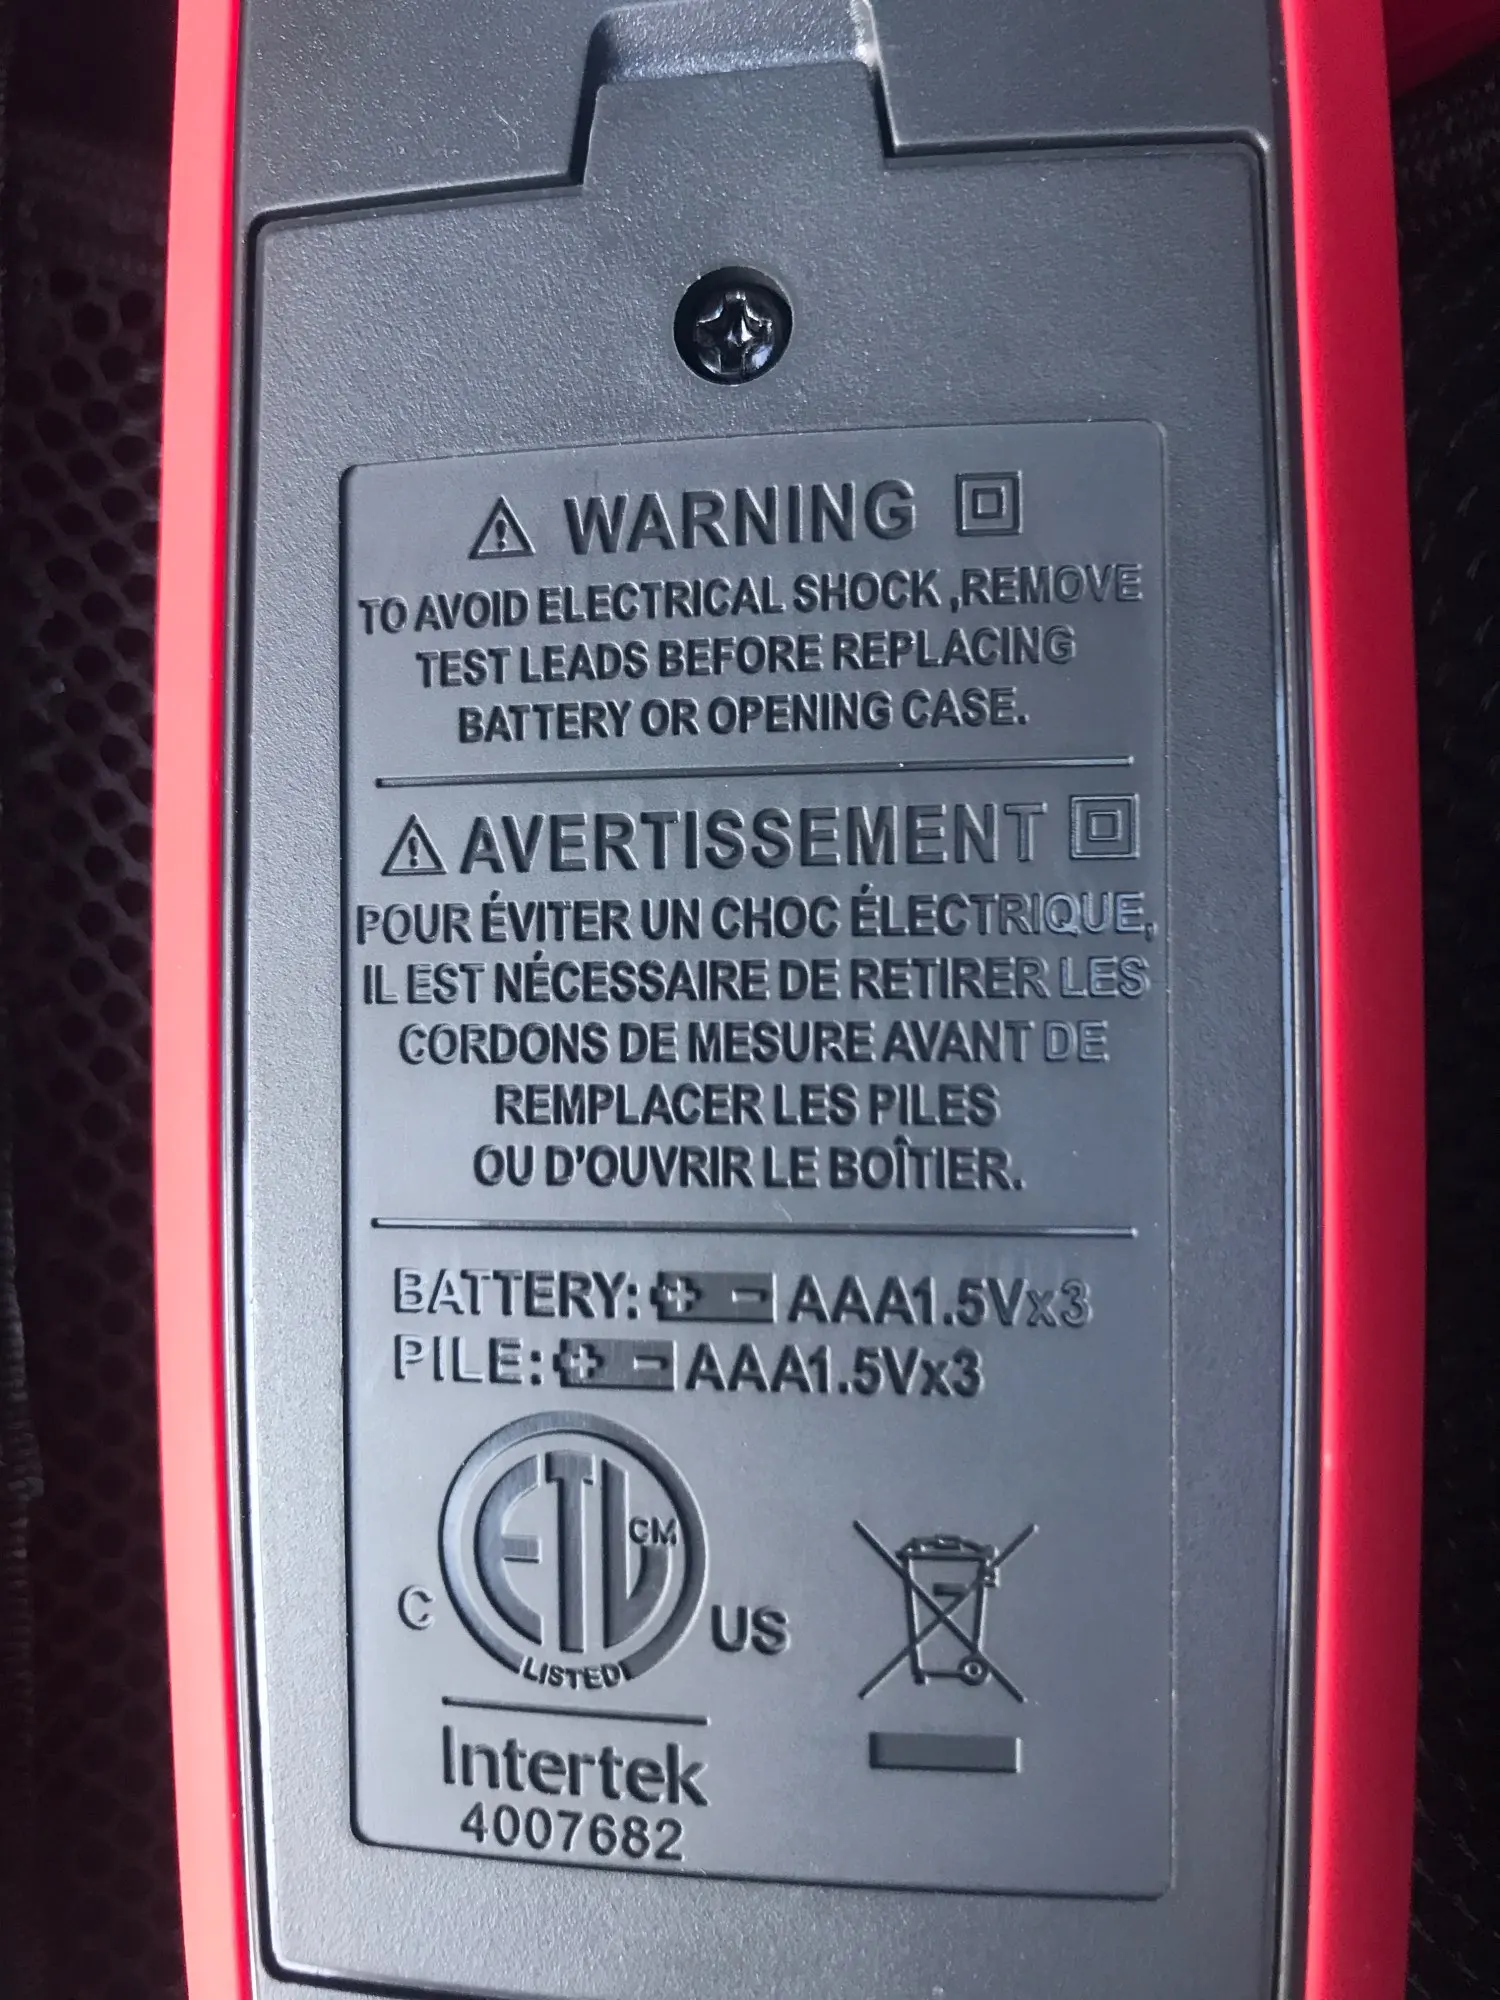 WARNING
TO AVOID ELECTRICAL SHOCK ,REMOVE
TEST LEADS BEFORE REPLACING
BATTERY OR OPENING CASE.
AVERTISSEMENT
POUR ÉVITER UN CHOC ÉLECTRIQUE,
IL EST NÉCESSAIRE DE RETIRER LES
CORDONS DE MESURE AVANT DE
REMPLACER LES PILES
OU D'OUVRIR LE BOÎTIER.
BATTERY: + - AAA1.5Vx3
PILE: + - AAA1.5Vx3
C ETL CM US
LISTED
Intertek
4007682